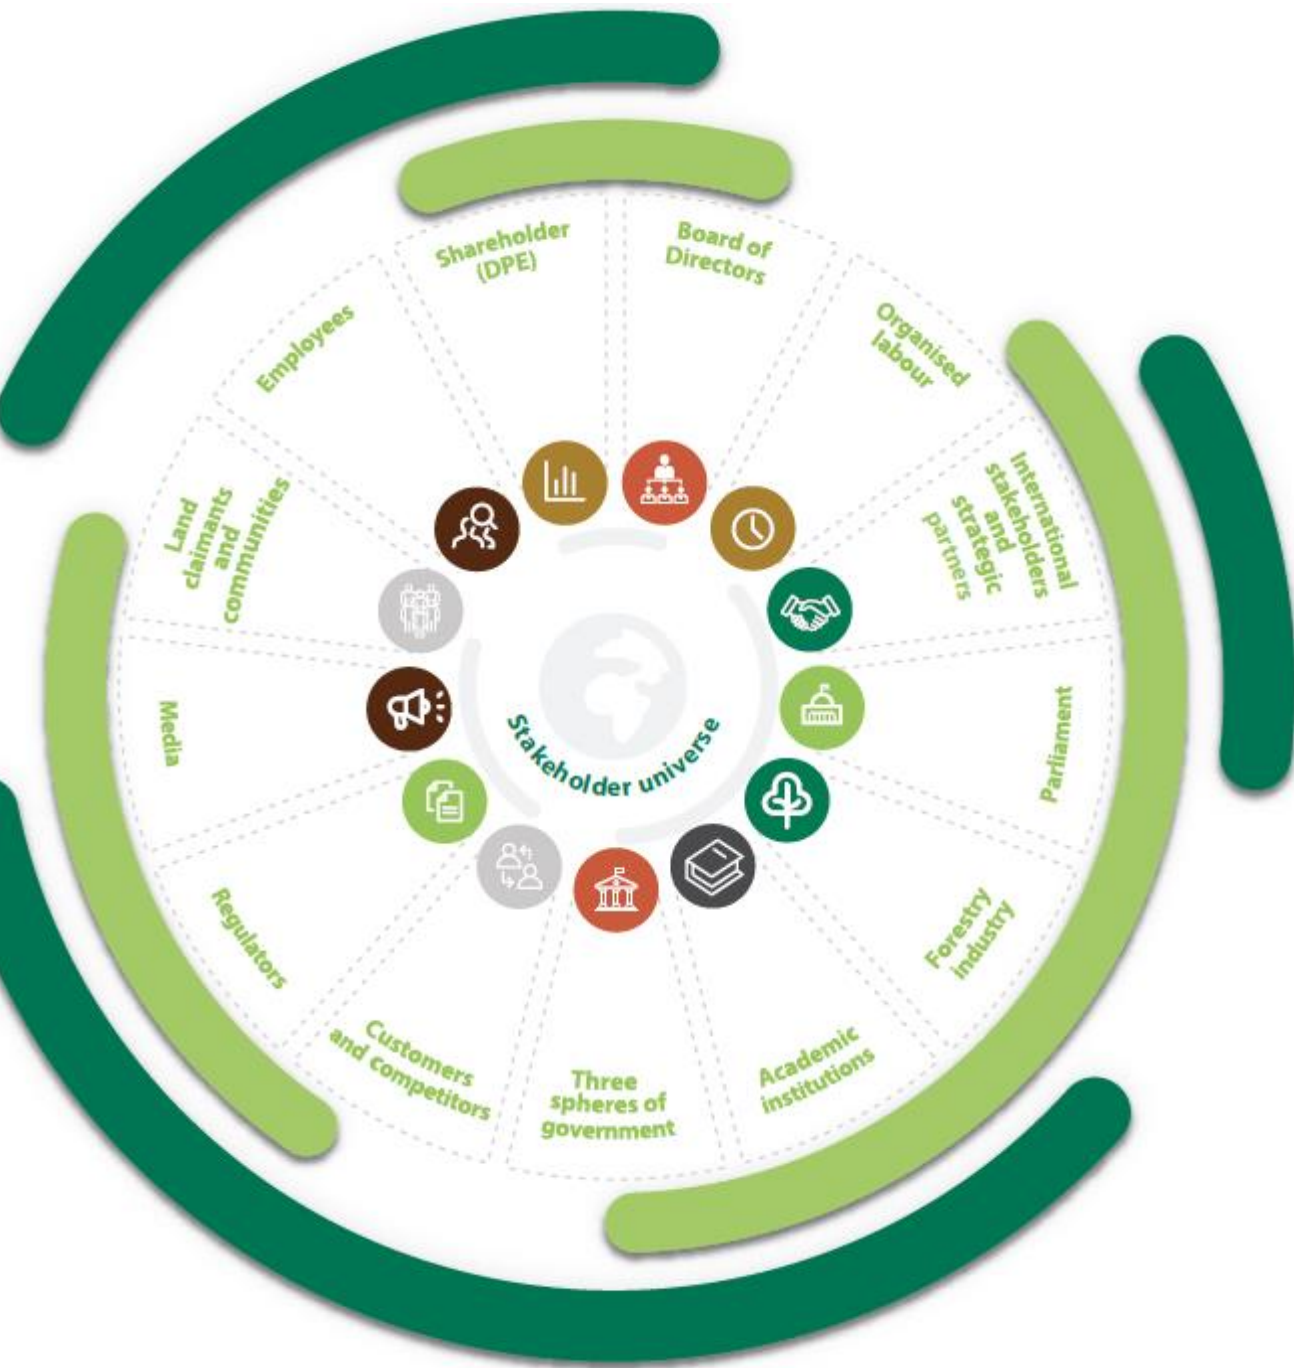 Shareholder
(DPE)
Board of
Directors
Organised
labour
International
stakeholders
and
strategic
partners
Parliament
Forestry
industry
Academic
institutions
Three
spheres of
government
Customers
and competitors
Regulators
Media
Land
claimants
and
communities
Employees
Stakeholder universe